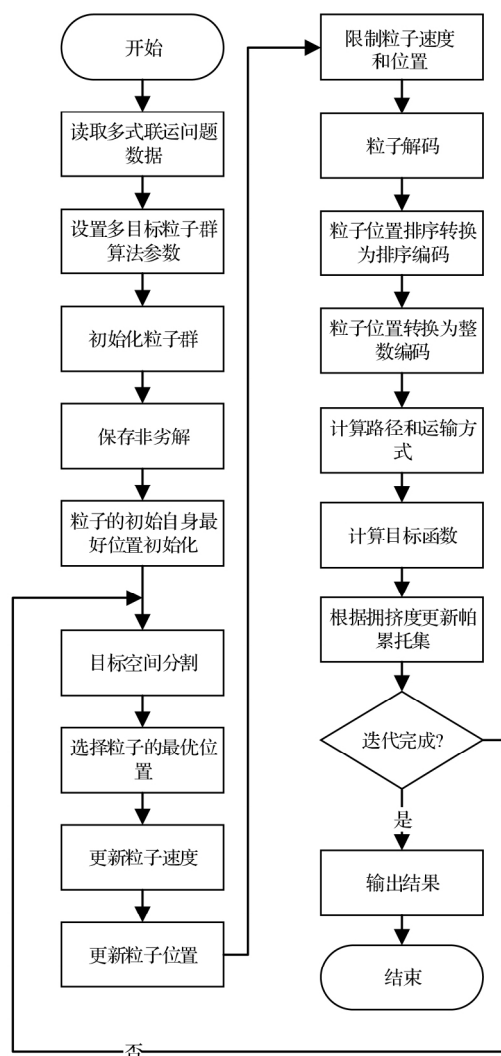 开始
读取多式联运问题
数据
设置多目标粒子群
算法参数
初始化粒子群
保存非劣解
粒子的初始自身最
好位置初始化
目标空间分割
选择粒子的最优位
置
更新粒子速度
更新粒子位置
限制粒子速度
和位置
粒子解码
粒子位置排序转换
为排序编码
粒子位置转换为整
数编码
计算路径和运输方
式
计算目标函数
根据拥挤度更新帕
累托集
迭代完成?
是
输出结果
结束
否